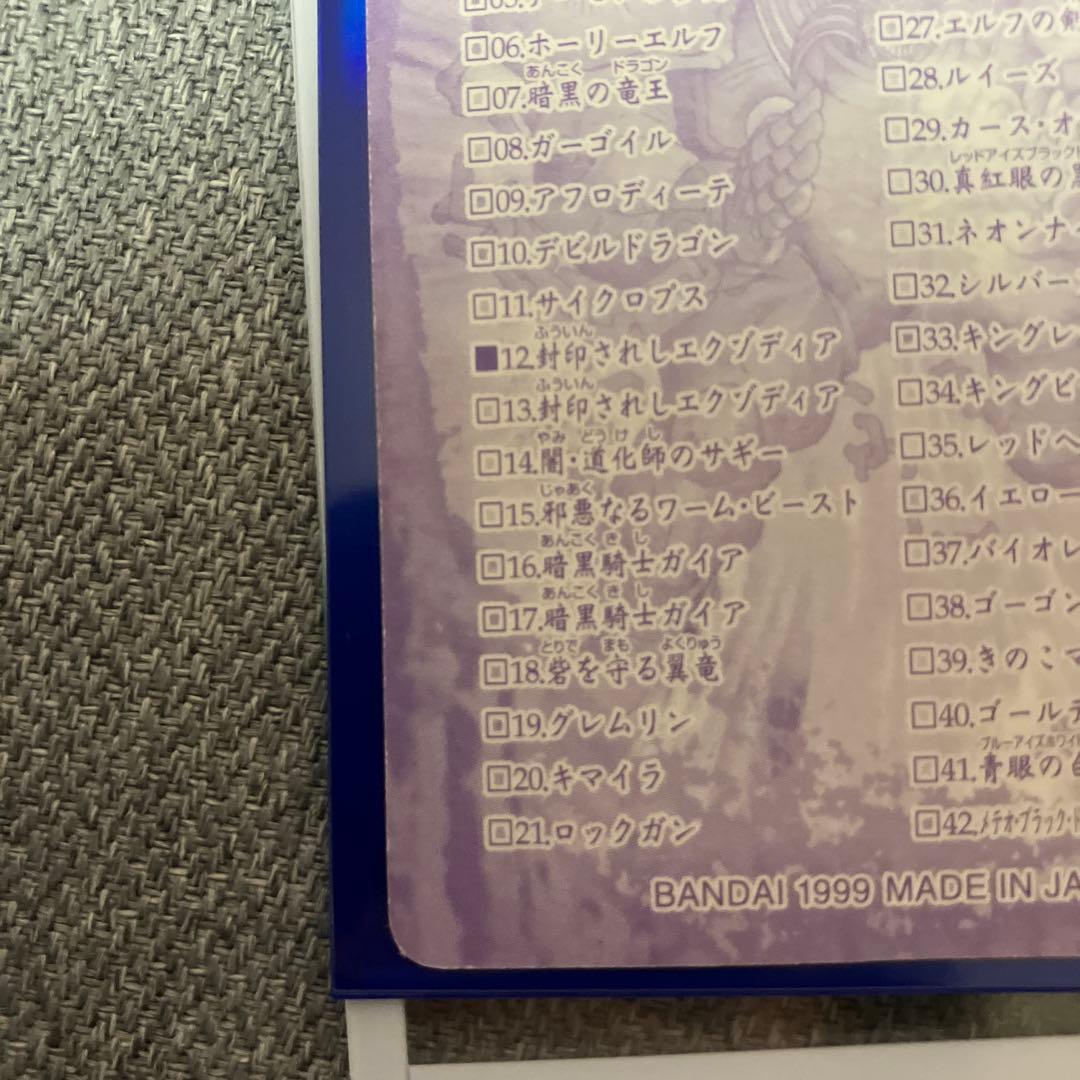 06.ホーリーエルフ
あんこく ドラゴン
07.暗黒の竜王
08.ガーゴイル
09.アフロディーテ
10.デビルドラゴン
11.サイクロプス
ふういん
■12.封印されしエクゾディア
ふういん
13.封印されしエクゾディア
やみ どうけし
14.闇・道化師のサギー
じゃあく
15.邪悪なるワーム・ビースト
あんこくきし
16.暗黒騎士ガイア
あんこくきし
17.暗黒騎士ガイア
とりで まも よくりゅう
18.砦を守る翼竜
19.グレムリン
20.キマイラ
21.ロックガン
27.エルフの剣
28.ルイーズ
29.カース・オ
レッドアイズブラック
30.真紅眼の黒
31.ネオンナイ
32.シルバー
33.キングレ
34.キングビ
35.レッドヘ
36.イエロー
37.バイオレ
38.ゴーゴン
39.きのこマ
40.ゴールデ
ブルーアイズホワイ
41.青眼の白
42.メテオ・ブラック・
BANDAI 1999 MADE IN JA